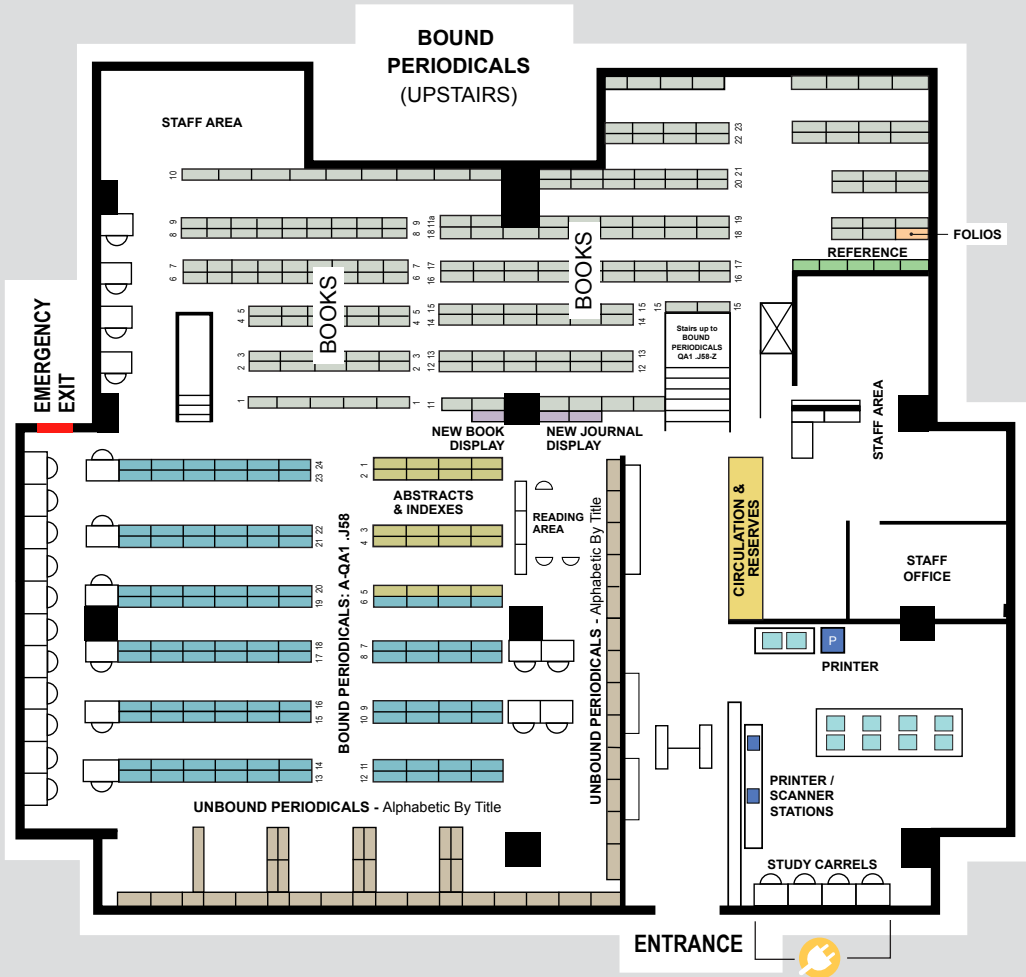 BOUND
PERIODICALS
(UPSTAIRS)
STAFF AREA
23
22
10
21
20
9
8
9
8
11a
18
19
18
FOLIOS
REFERENCE
7
6
7
6
17
16
17
16
BOOKS
BOOKS
5
4
5
4
15
14
15
14
15
15
Stairs up to
BOUND
PERIODICALS
QA1 .J58-Z
EMERGENCY
EXIT
3
2
3
2
13
12
13
12
1
1
11
NEW BOOK
DISPLAY
NEW JOURNAL
DISPLAY
STAFF AREA
24
23
1
2
ABSTRACTS
& INDEXES
READING
AREA
22
21
3
4
CIRCULATION &
RESERVES
STAFF
OFFICE
20
19
5
6
BOUND PERIODICALS: A-QA1 .J58
UNBOUND PERIODICALS - Alphabetic By Title
18
17
7
8
P
PRINTER
16
15
9
10
14
13
11
12
PRINTER /
SCANNER
STATIONS
UNBOUND PERIODICALS - Alphabetic By Title
STUDY CARRELS
ENTRANCE